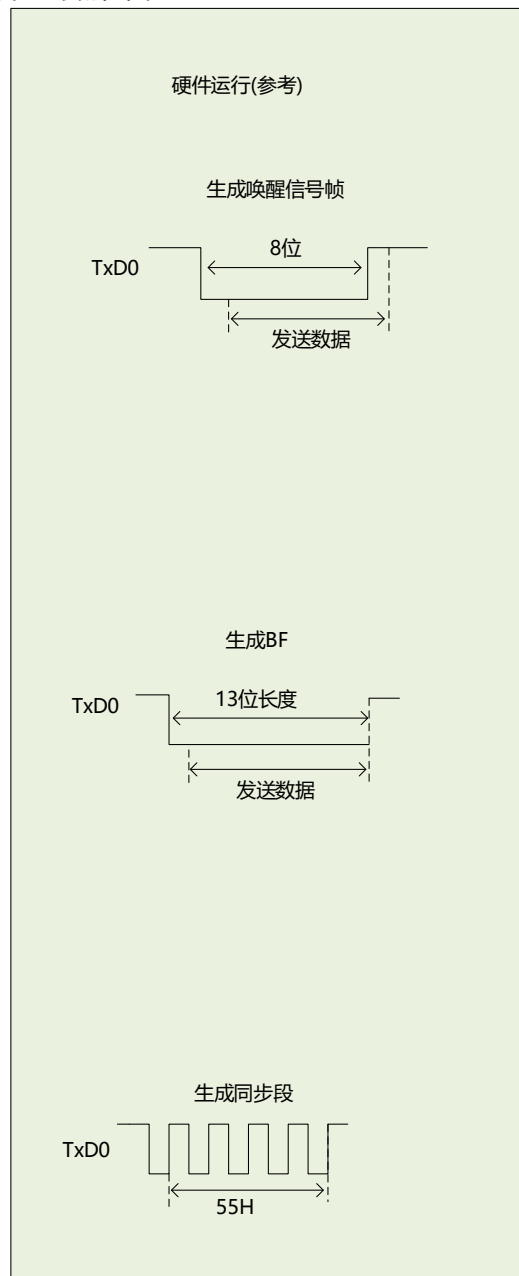 硬件运行(参考)
生成唤醒信号帧
8位
TxD0
发送数据
生成BF
13位长度
TxD0
发送数据
生成同步段
TxD0
55H